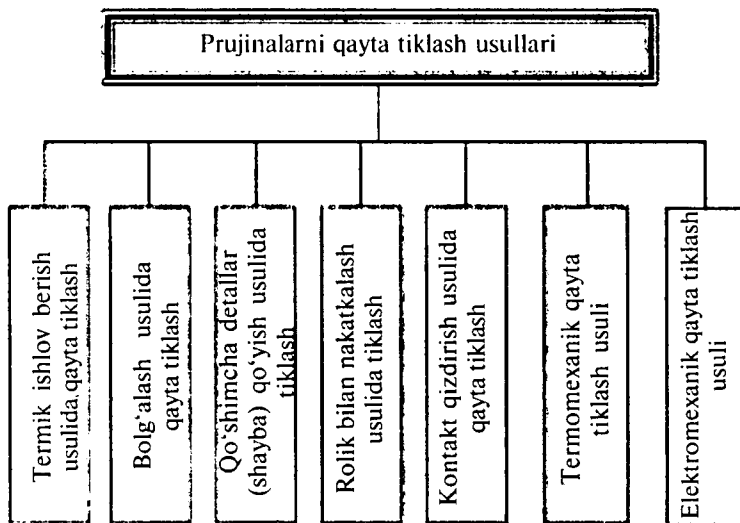 Prujinalarni qayta tiklash usullari
Termik ishlov berish
usulida qayta tiklash
Bolg‘alash usulida
qayta tiklash
Qo‘shimcha detallar
(shayba) qo‘yish usulida
tiklash
Rolik bilan nakatkalash
usulida tiklash
Kontakt qizdirish usulida
qayta tiklash
Termomexanik qayta
tiklash usuli
Elektromexanik qayta tiklash
usuli